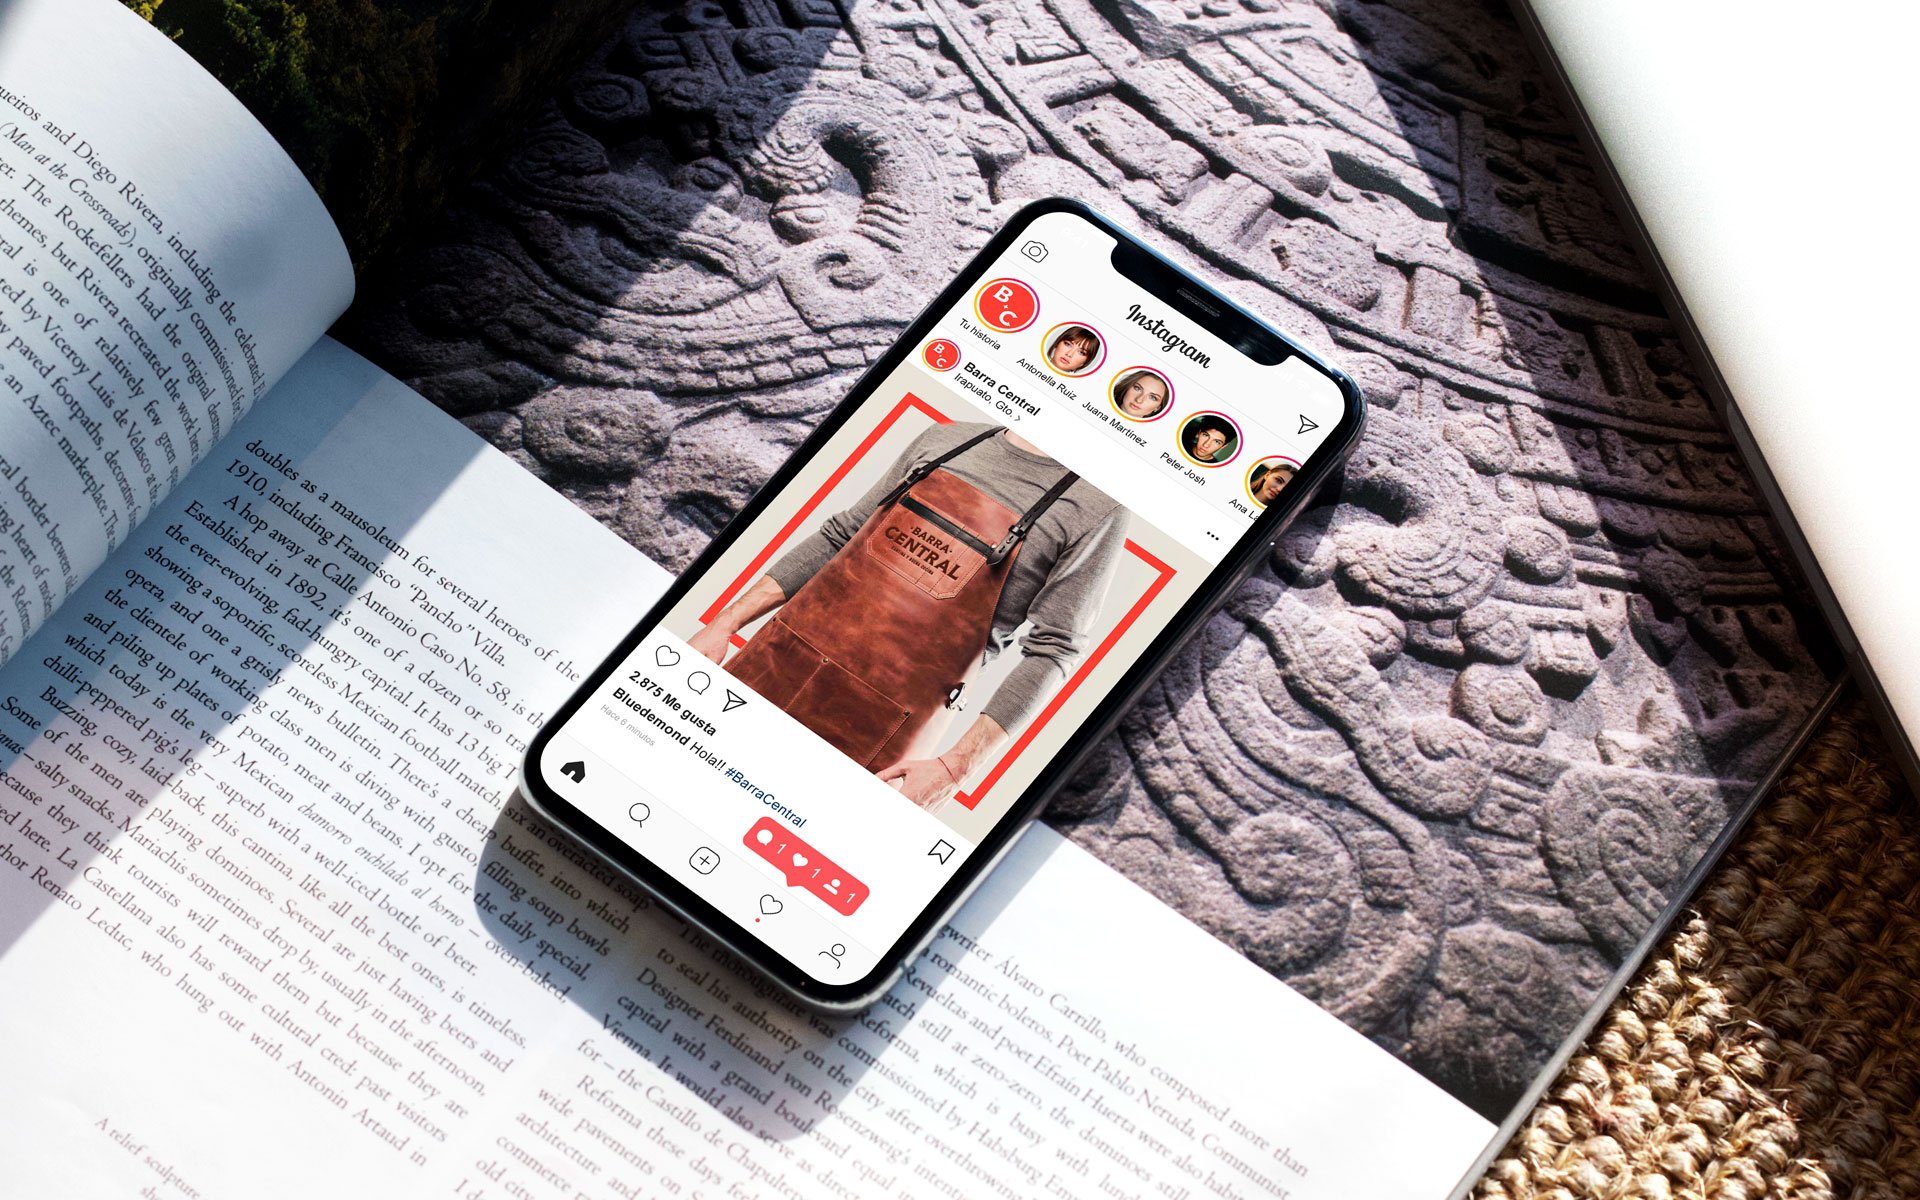 ueiros and Diego Rivera, including the celebrated
(Man at the Crossroads), originally commissioned for
er. The Rockefellers had the original destroyed
themes, but Rivera recreated the work here
ral is one of relatively few green
ted by Viceroy Luis de Velasco at the
by paved footpaths, decorative
e an Aztec marketplace. The
ral border between
ing heart of
the Reform
doubles as a mausoleum for several heroes of the
1910, including Francisco "Pancho" Villa.
A hop away at Calle Antonio Caso No. 58, is the
Established in 1892, it's one of a dozen or so tra
the ever-evolving, fad-hungry capital. It has 13 big T
showing a soporific, scoreless Mexican football match,
opera, and one a grisly news bulletin. There's a cheap
the clientele of working class men is diving with gusto,
and piling up plates of potato, meat and beans. I opt for
which today is the very Mexican chamorro enchilado al horno – oven-baked,
chilli-peppered pig's leg – superb with a well-iced bottle of beer.
Buzzing, cozy, laid-back, this cantina, like all the best ones, is timeless.
Some of the men are playing dominoes. Several are just having beers and
anas – salty snacks. Mariachis sometimes drop by, usually in the afternoon,
ecause they think tourists will reward them but because they are
ed here. La Castellana also has some cultural cred: past visitors
thor Renato Leduc, who hung out with Antonin Artaud in
A relief sculpture
six an overacted soap
buffet, into which
filling soup bowls
the daily special,
The thoroughfare was
to seal his authority on the
Designer Ferdinand von Rosenzweig's
capital with a grand boulevard equal
Vienna. It would also serve as
for – the Castillo de Chapultepec
Reforma these days
wide pavements on
architecture and
commerce
old city
gwriter Álvaro Carrillo, who composed more than
romantic boleros. Poet Pablo Neruda, Communist
Revueltas and poet Efraín Huerta were also
atch still at zero-zero, the dominoes still
Reforma, which is busy with
commissioned by Habsburg
city after overthrowing
Instagram
B.C
Tu historia
Antonella Ruiz
Juana Martinez
Peter Josh
Ana La
B.C
Barra Central
Irapuato, Gto. >
·BARRA·
CENTRAL
2.875 Me gusta
Bluedemond Hola!! #BarraCentral
Hace 6 minutos
1 1 1